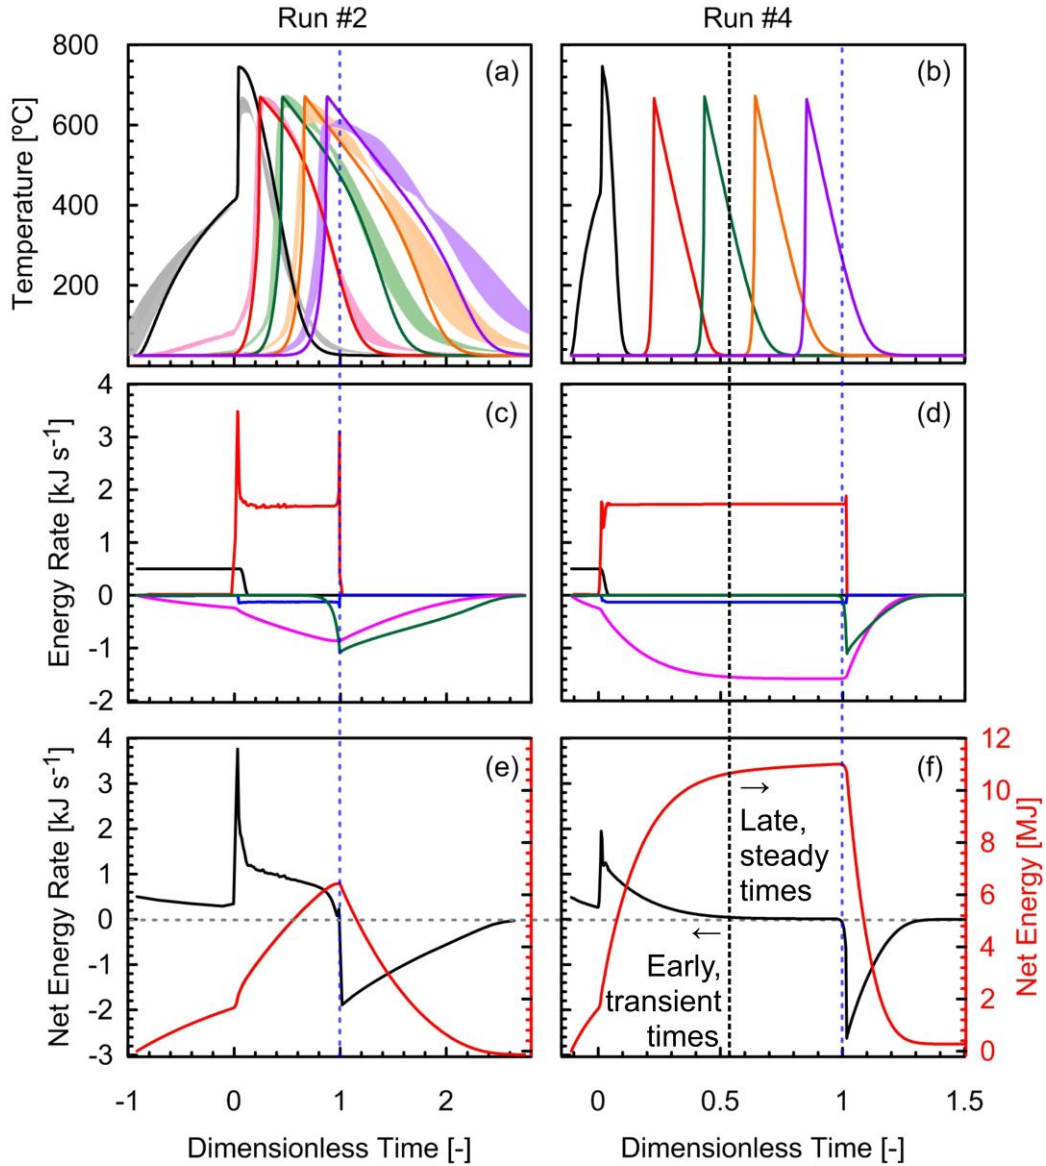 Run #2
Run #4
Temperature [ºC]
800
600
400
200
(a)
(b)
Energy Rate [kJ s⁻¹]
4
3
2
1
0
-1
-2
(c)
(d)
Net Energy Rate [kJ s⁻¹]
4
3
2
1
0
-1
-2
-3
(e)
(f)
→
Late,
steady
times
←
Early,
transient
times
12
10
8
6
4
2
0
Net Energy [MJ]
-1 0 1 2
0 0.5 1 1.5
Dimensionless Time [-]
Dimensionless Time [-]